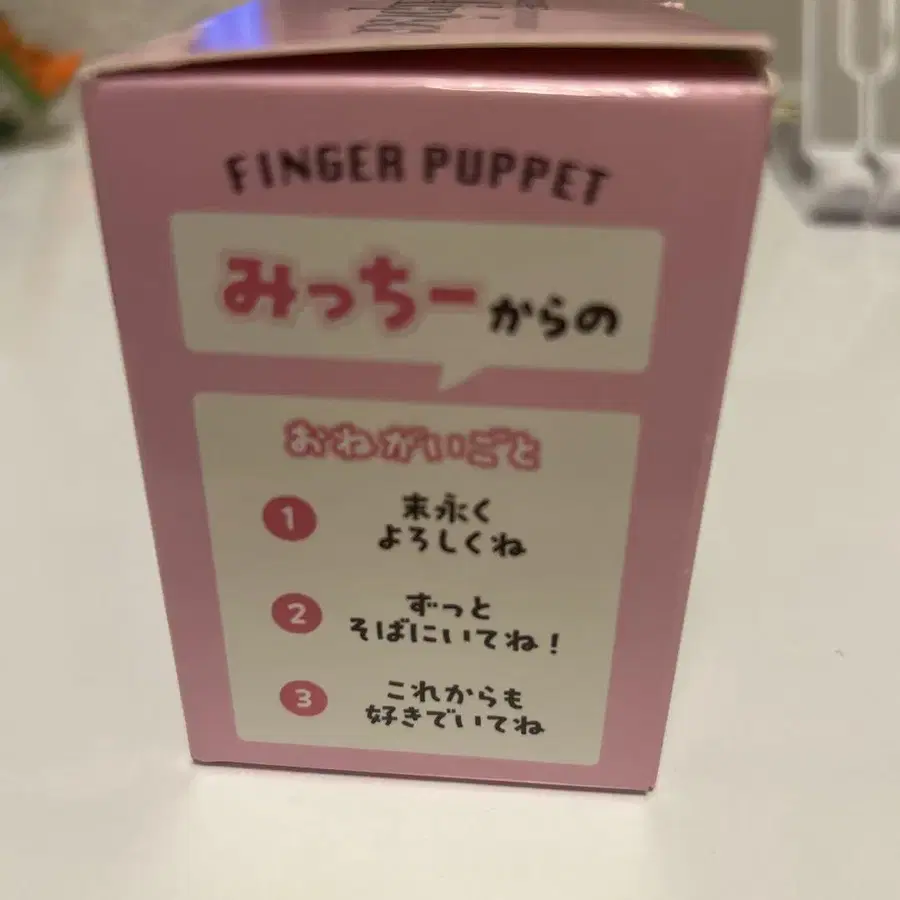 FINGER PUPPET
みっちーからの
おねがいごと
1 末永く
よろしくね
2 ずっと
そばにいてね！
3 これからも
好きでいてね